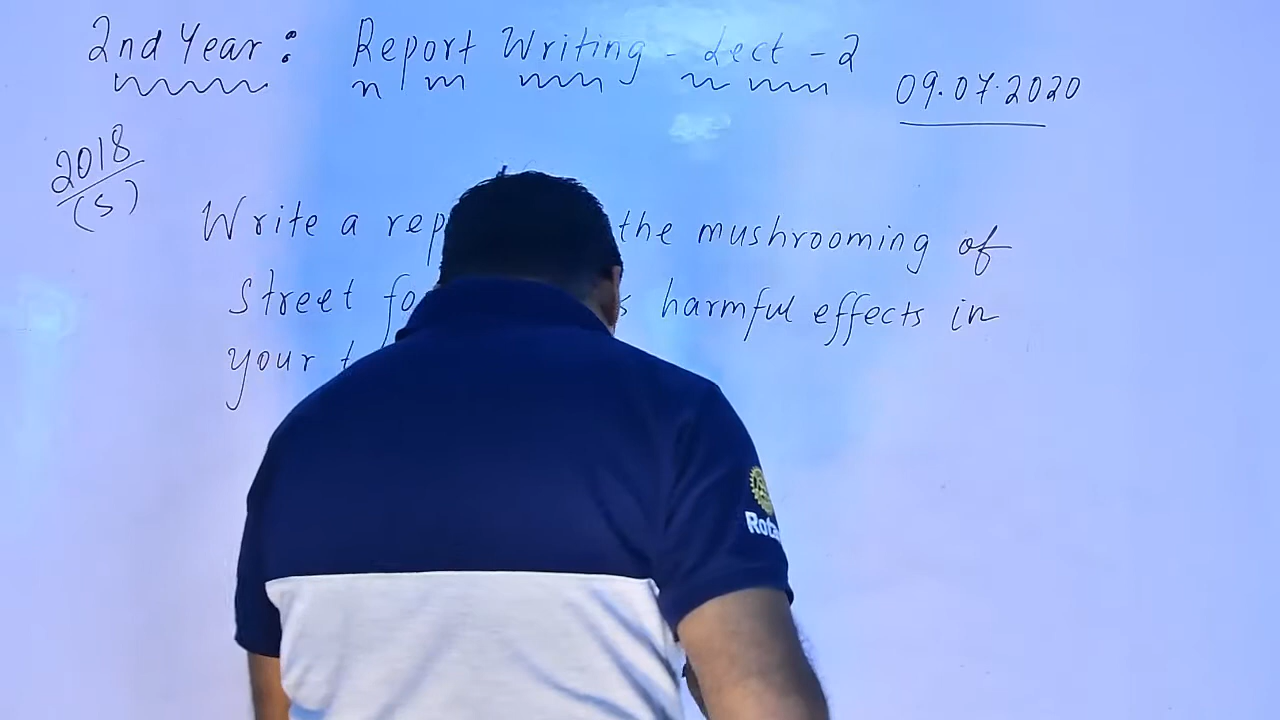 2nd Year: Report Writing - Lect - 2
09.07.2020
2018
(S)
Write a rep the mushrooming of
Street fo s harmful effects in
your t
Rota